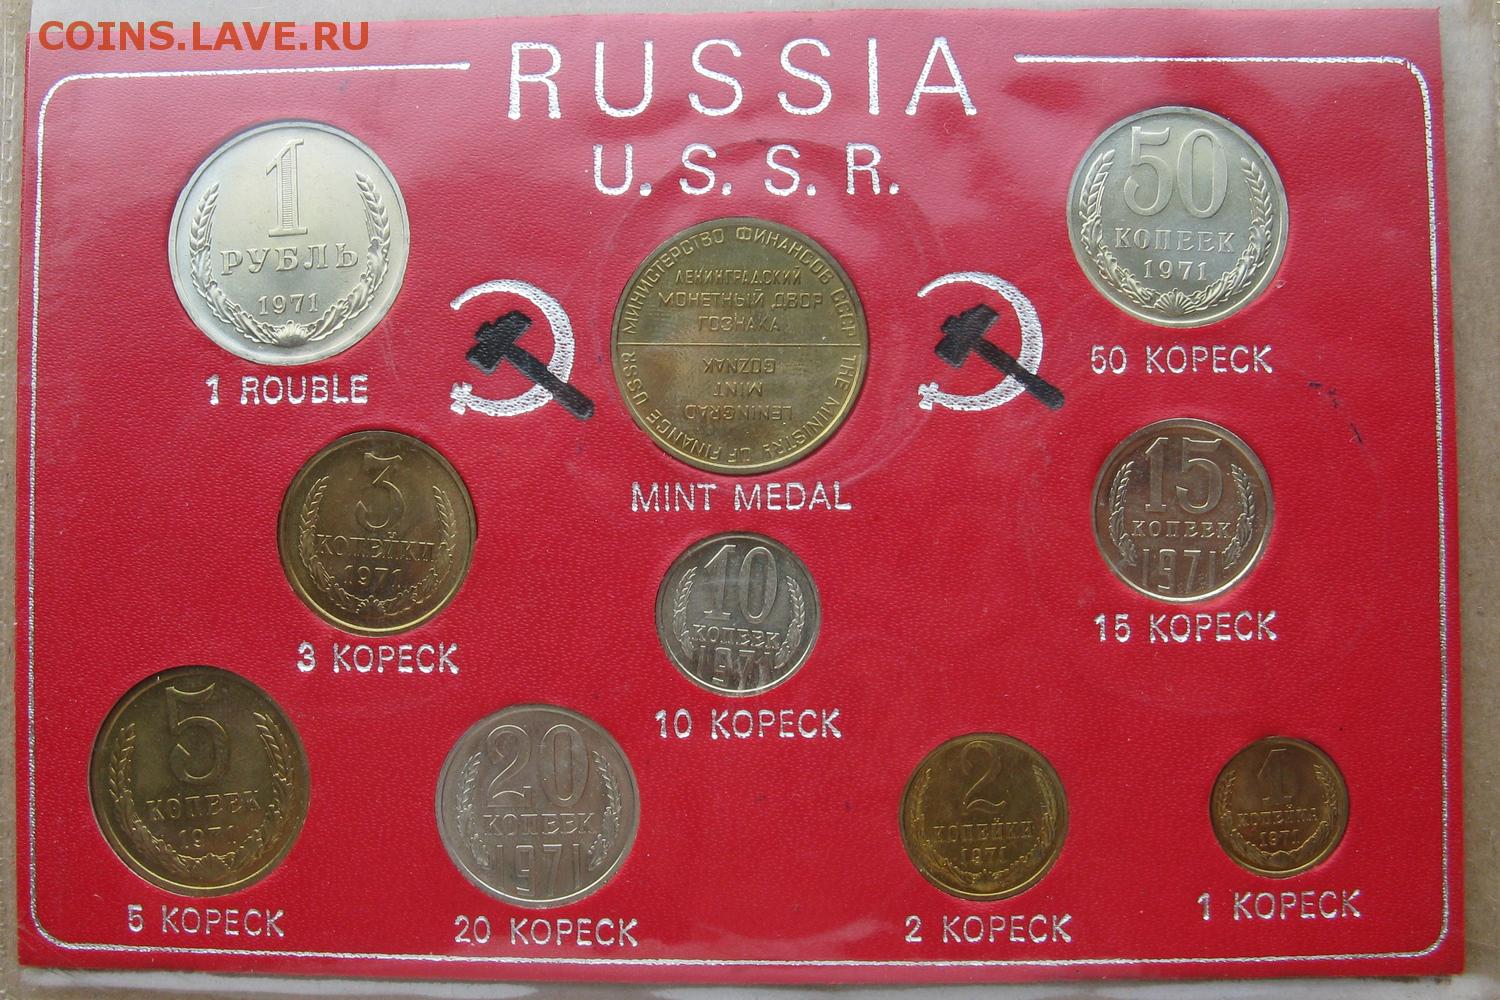 COINS.LAVE.RU
RUSSIA
U. S. S. R.
1
РУБЛЬ
1971
1 ROUBLE
МИНИСТЕРСТВО ФИНАНСОВ СССР
ЛЕНИНГРАДСКИЙ
МОНЕТНЫЙ ДВОР
ГОЗНАКА
LENINGRAD
MINT
GOZNAK
THE MINISTRY OF FINANCE USSR
MINT MEDAL
50
КОПЕЕК
1971
50 KOPECK
3
КОПЕЙКИ
1971
3 KOPECK
10
КОПЕЕК
1971
10 KOPECK
15
КОПЕЕК
1971
15 KOPECK
5
КОПЕЕК
1971
5 KOPECK
20
КОПЕЕК
1971
20 KOPECK
2
КОПЕЙКИ
1971
2 KOPECK
1
КОПЕЙКА
1971
1 KOPECK